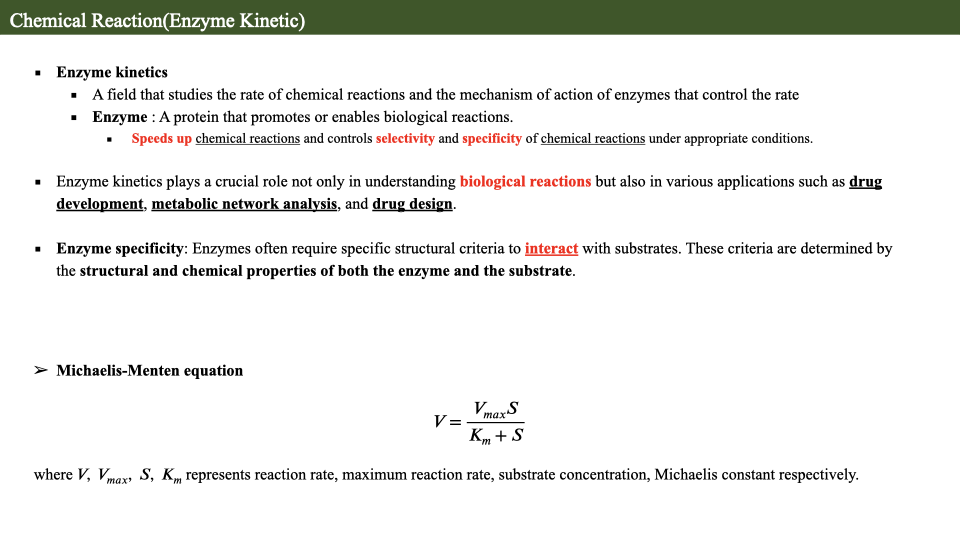 Chemical Reaction(Enzyme Kinetic)
▪ Enzyme kinetics
▪ A field that studies the rate of chemical reactions and the mechanism of action of enzymes that control the rate
▪ Enzyme : A protein that promotes or enables biological reactions.
▪ Speeds up chemical reactions and controls selectivity and specificity of chemical reactions under appropriate conditions.
▪ Enzyme kinetics plays a crucial role not only in understanding biological reactions but also in various applications such as drug
development, metabolic network analysis, and drug design.
▪ Enzyme specificity: Enzymes often require specific structural criteria to interact with substrates. These criteria are determined by
the structural and chemical properties of both the enzyme and the substrate.
➢ Michaelis-Menten equation
V = V_max S / (K_m + S)
where V, V_max, S, K_m represents reaction rate, maximum reaction rate, substrate concentration, Michaelis constant respectively.